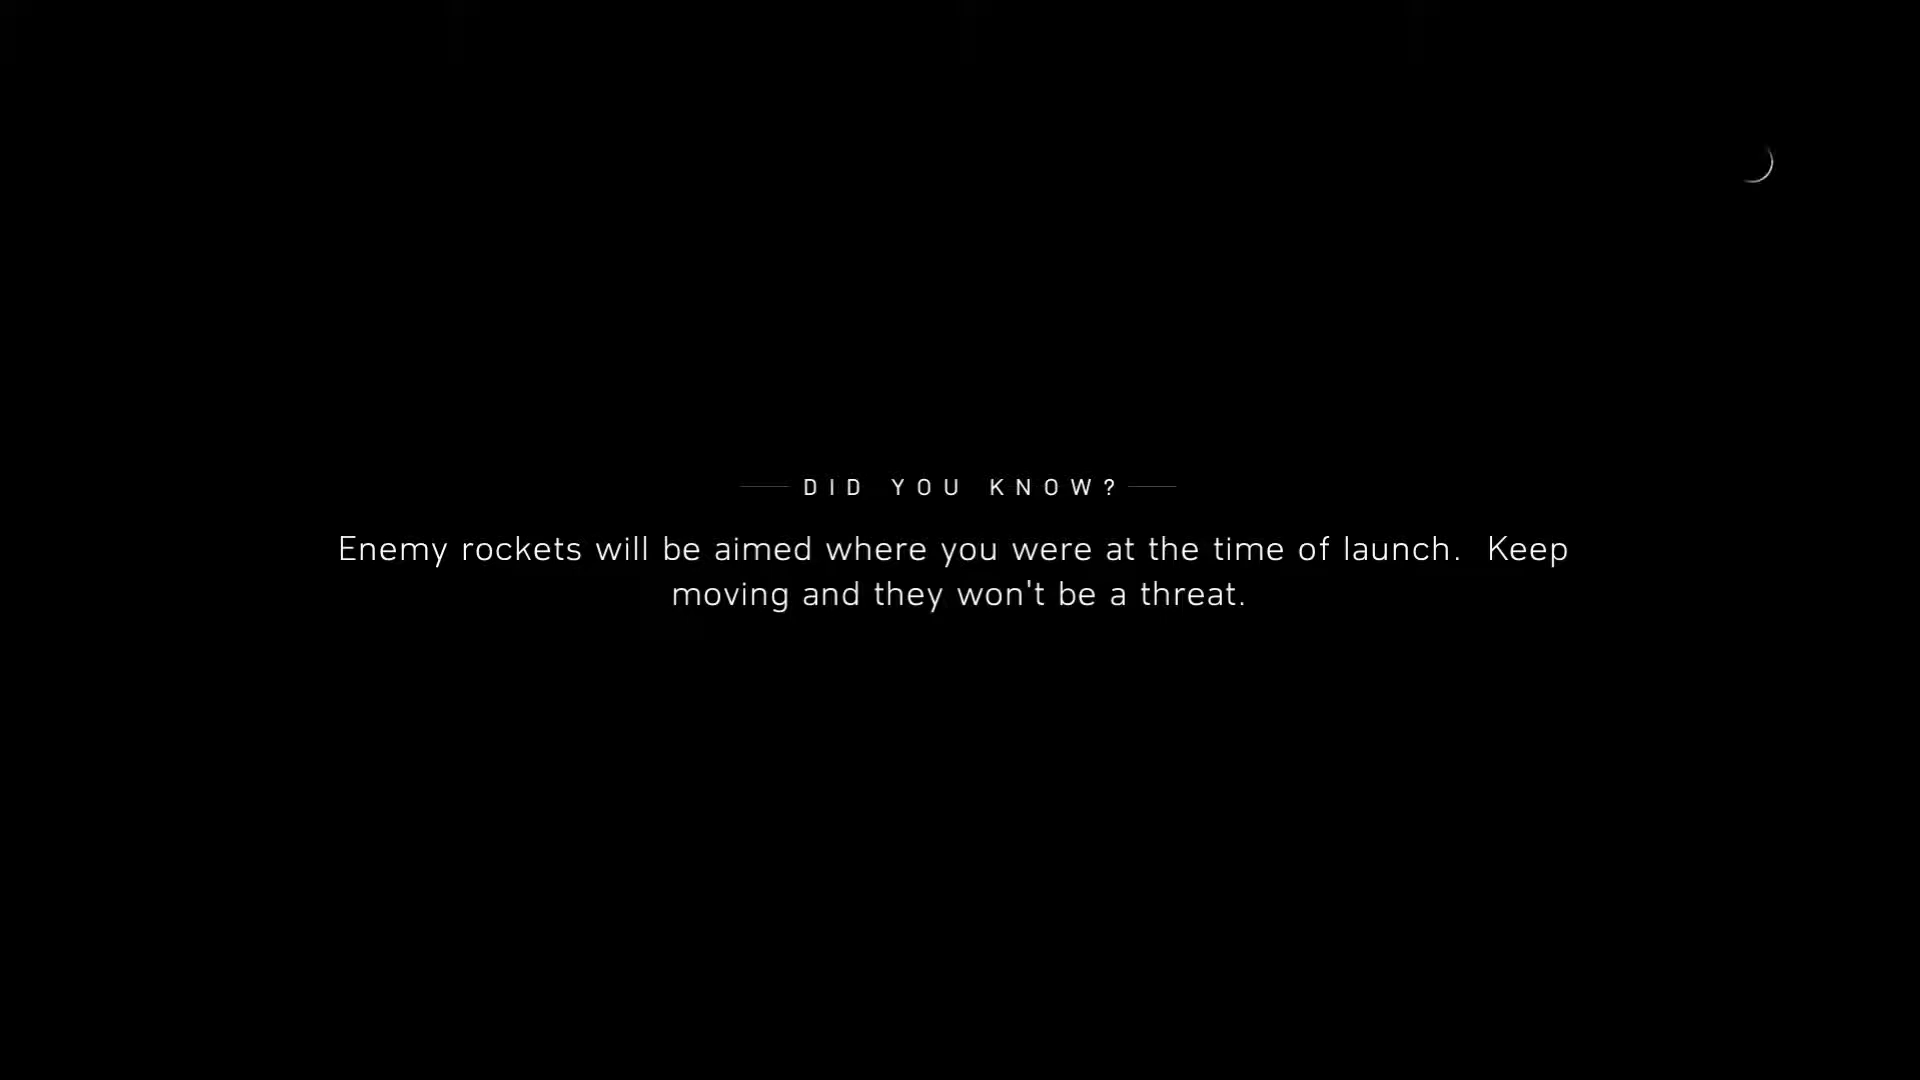 DID YOU KNOW?
Enemy rockets will be aimed where you were at the time of launch.  Keep
moving and they won't be a threat.